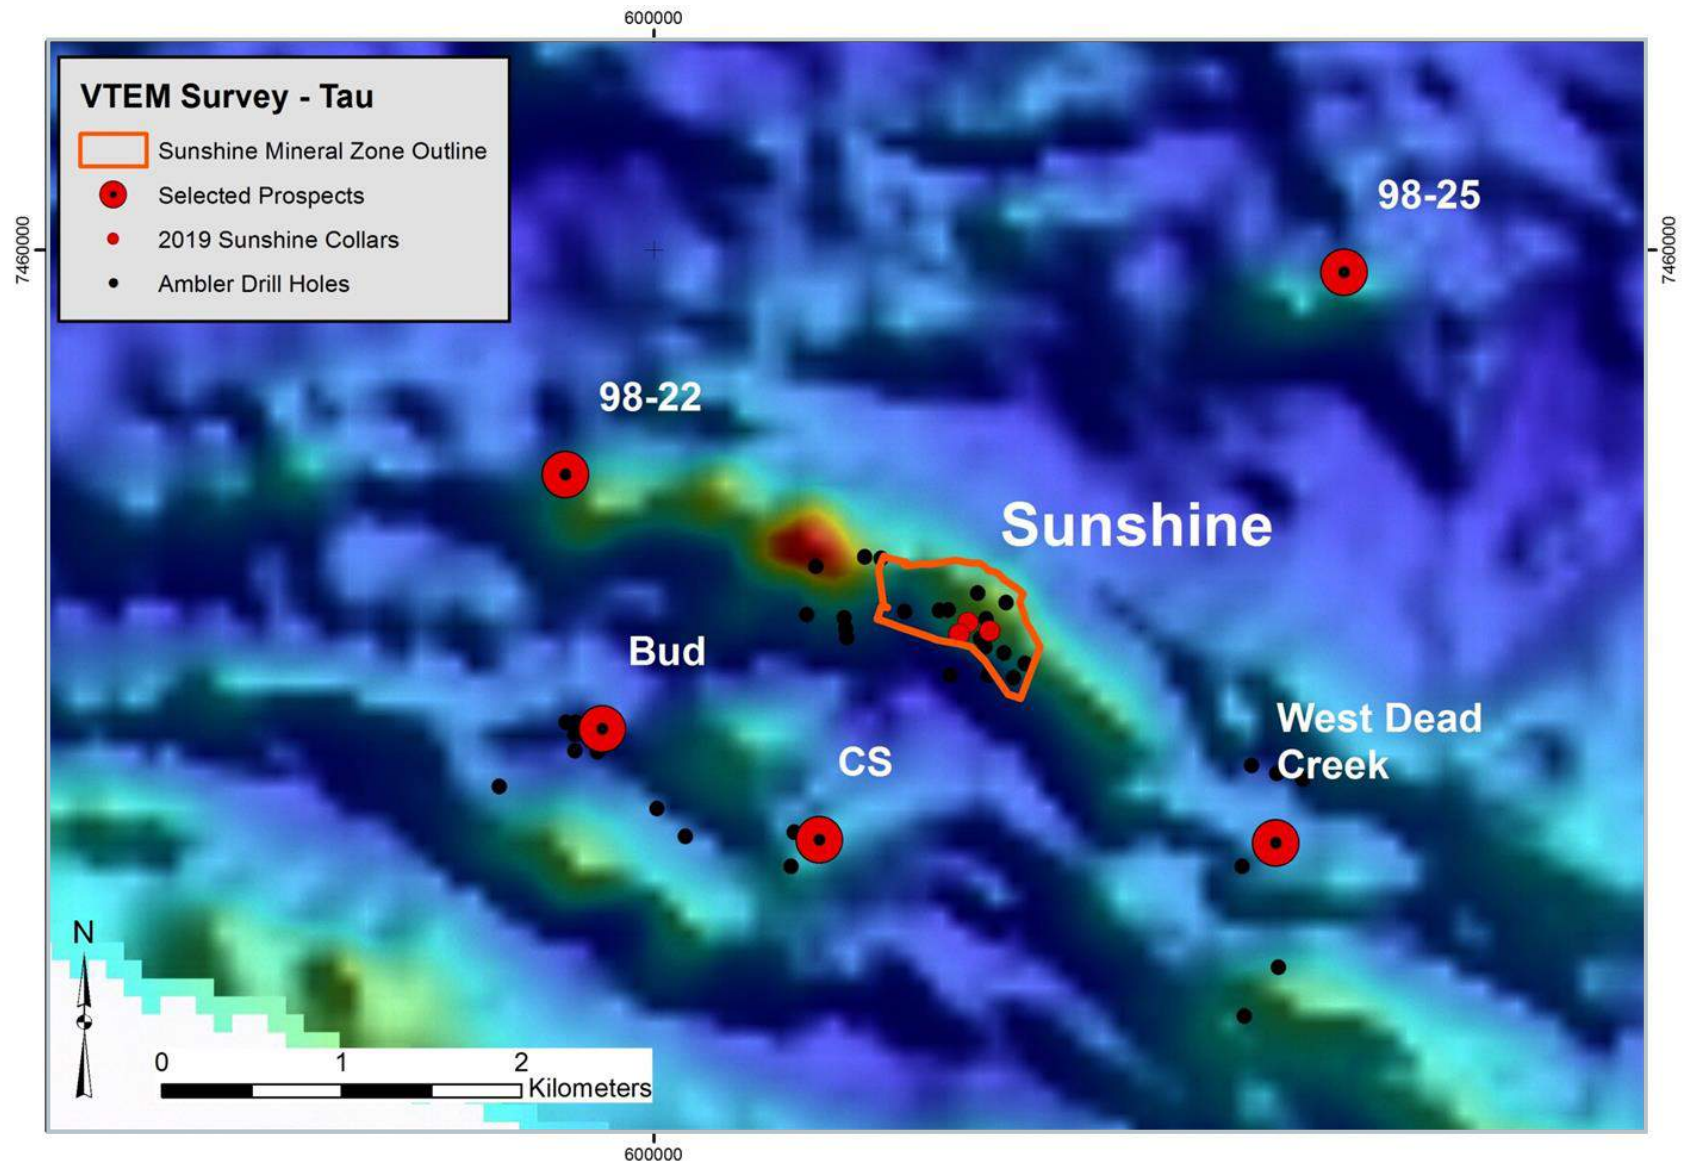 600000
VTEM Survey - Tau
Sunshine Mineral Zone Outline
Selected Prospects
2019 Sunshine Collars
Ambler Drill Holes
98-25
7460000
7460000
98-22
Sunshine
Bud
West Dead
Creek
CS
N
0 1 2
Kilometers
600000